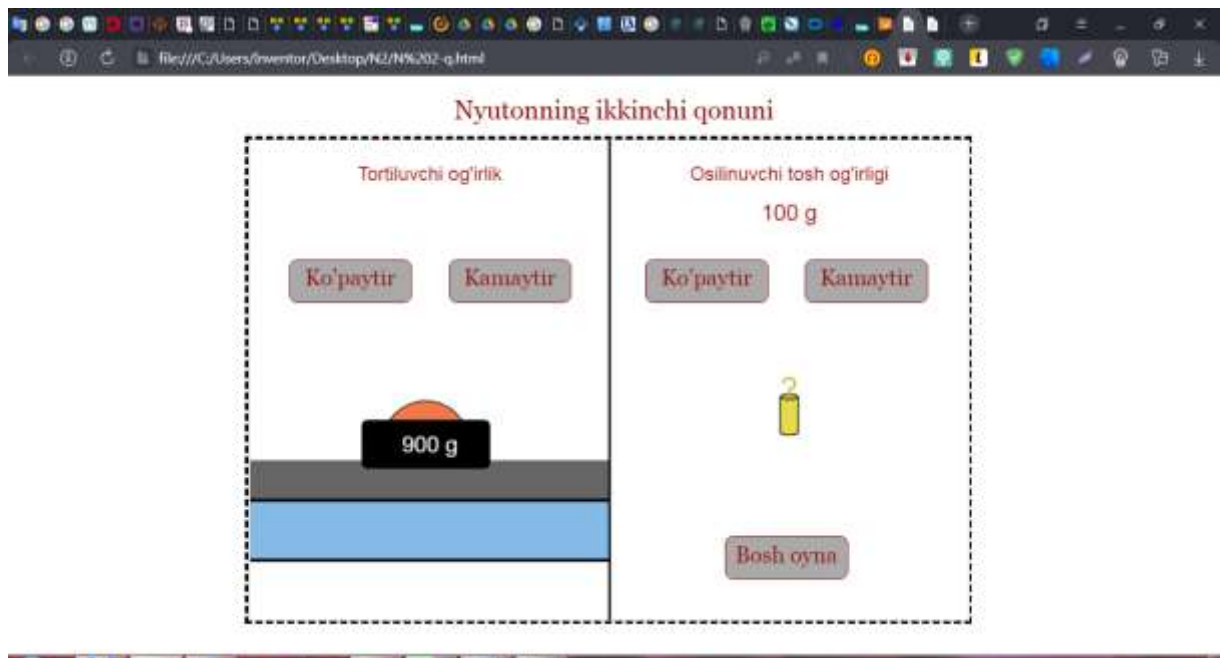 file:///C:/Users/Inventor/Desktop/N2/N%202-q.html
Nyutonning ikkinchi qonuni
Tortiluvchi og'irlik
Ko'paytir
Kamaytir
900 g
Osilinuvchi tosh og'irligi
100 g
Ko'paytir
Kamaytir
Bosh oyna